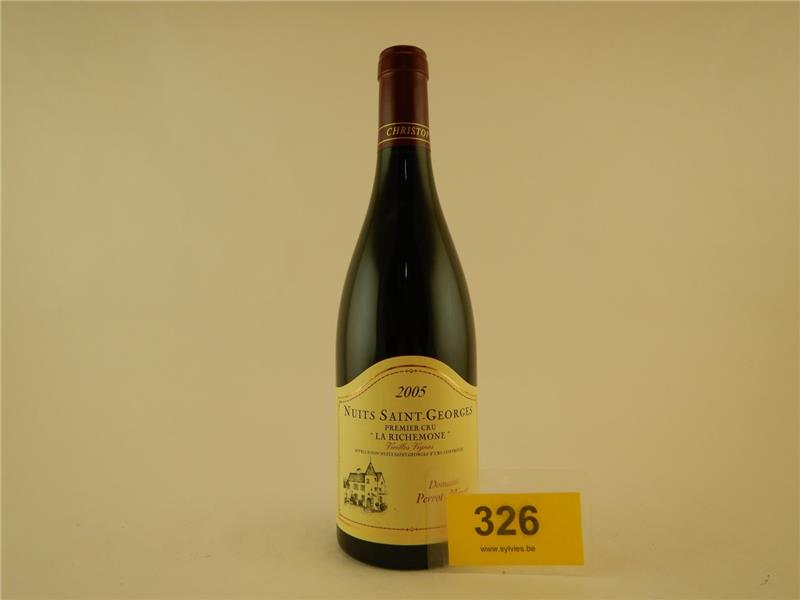 CHRISTOP
2005
NUITS SAINT-GEORGES
PREMIER CRU
"LA RICHEMONE"
Vieilles Vignes
APPELLATION NUITS SAINT-GEORGES 1er CRU CONTROLÉE
Domaine
Perrot
326
www.sylvies.be